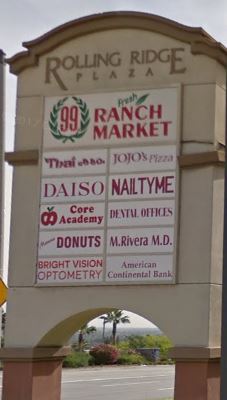 ROLLING RIDGE
PLAZA
99
Fresh
RANCH
MARKET
Thai
JOJO'S Pizza
DAISO
NAILTYME
Core
Academy
DENTAL OFFICES
DONUTS
M.Rivera M.D.
BRIGHT VISION
OPTOMETRY
American
Continental Bank